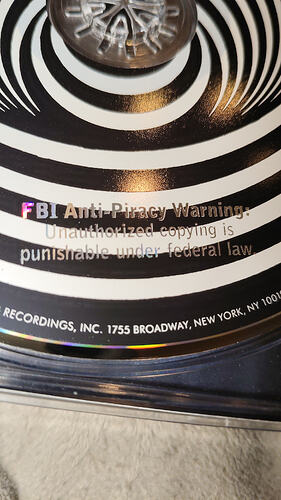 FBI Anti-Piracy Warning:
Unauthorized copying is
punishable under federal law
RECORDINGS, INC. 1755 BROADWAY, NEW YORK, NY